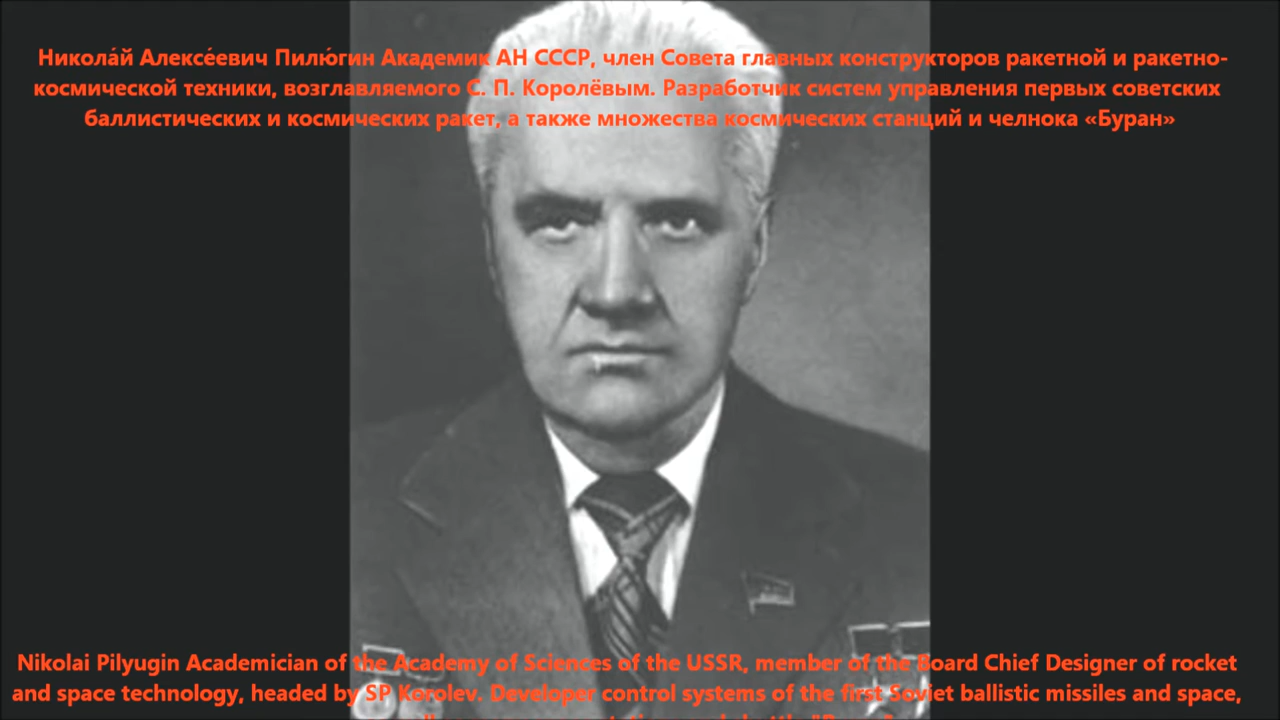 Никола́й Алексе́евич Пилю́гин Академик АН СССР, член Совета главных конструкторов ракетной и ракетно-
космической техники, возглавляемого С. П. Королёвым. Разработчик систем управления первых советских
баллистических и космических ракет, а также множества космических станций и челнока «Буран»
Nikolai Pilyugin Academician of the Academy of Sciences of the USSR, member of the Board Chief Designer of rocket
and space technology, headed by SP Korolev. Developer control systems of the first Soviet ballistic missiles and space,